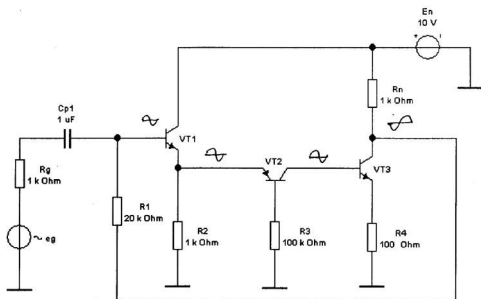 En
10 V
+
Cp1
1 uF
Rn
1 k Ohm
VT1
VT2
VT3
Rg
1 k Ohm
R1
20 k Ohm
R2
1 k Ohm
R3
100 k Ohm
R4
100 Ohm
~ eg